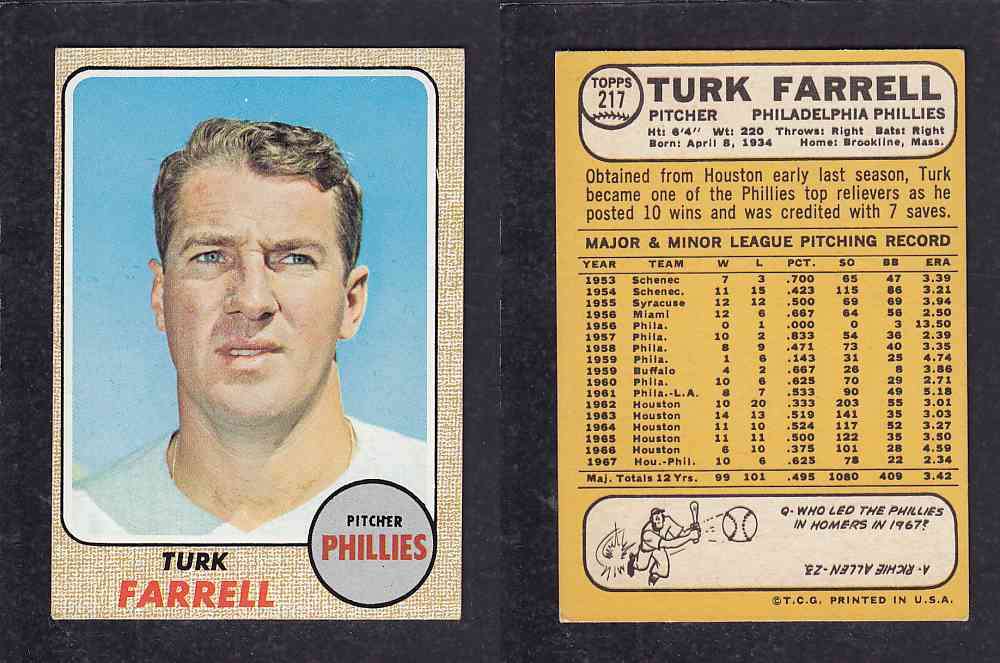 PITCHER
PHILLIES
TURK
FARRELL
TOPPS
217
TURK FARRELL
PITCHER PHILADELPHIA PHILLIES
Ht: 6'4" Wt: 220 Throws: Right Bats: Right
Born: April 8, 1934 Home: Brookline, Mass.
Obtained from Houston early last season, Turk
became one of the Phillies top relievers as he
posted 10 wins and was credited with 7 saves.
MAJOR & MINOR LEAGUE PITCHING RECORD
YEAR TEAM W L PCT. SO BB ERA
1953 Schenec 7 3 .700 65 47 3.39
1954 Schenec. 11 15 .423 115 86 3.21
1955 Syracuse 12 12 .500 69 69 3.94
1956 Miami 12 6 .667 64 56 2.50
1956 Phila. 0 1 .000 0 3 13.50
1957 Phila. 10 2 .833 54 36 2.39
1958 Phila. 8 9 .471 73 40 3.35
1959 Phila. 1 6 .143 31 25 4.74
1959 Buffalo 4 2 .667 26 8 3.86
1960 Phila. 10 6 .625 70 29 2.71
1961 Phila.-L.A. 8 7 .533 90 49 5.18
1962 Houston 10 20 .333 203 55 3.01
1963 Houston 14 13 .519 141 35 3.03
1964 Houston 11 10 .524 117 52 3.27
1965 Houston 11 11 .500 122 35 3.50
1966 Houston 6 10 .375 101 28 4.59
1967 Hou.-Phil. 10 6 .625 78 22 2.34
Maj. Totals 12 Yrs. 99 101 .495 1080 409 3.42
Q-WHO LED THE PHILLIES
IN HOMERS IN 1967?
A-RICHIE ALLEN-23.
©T.C.G. PRINTED IN U.S.A.